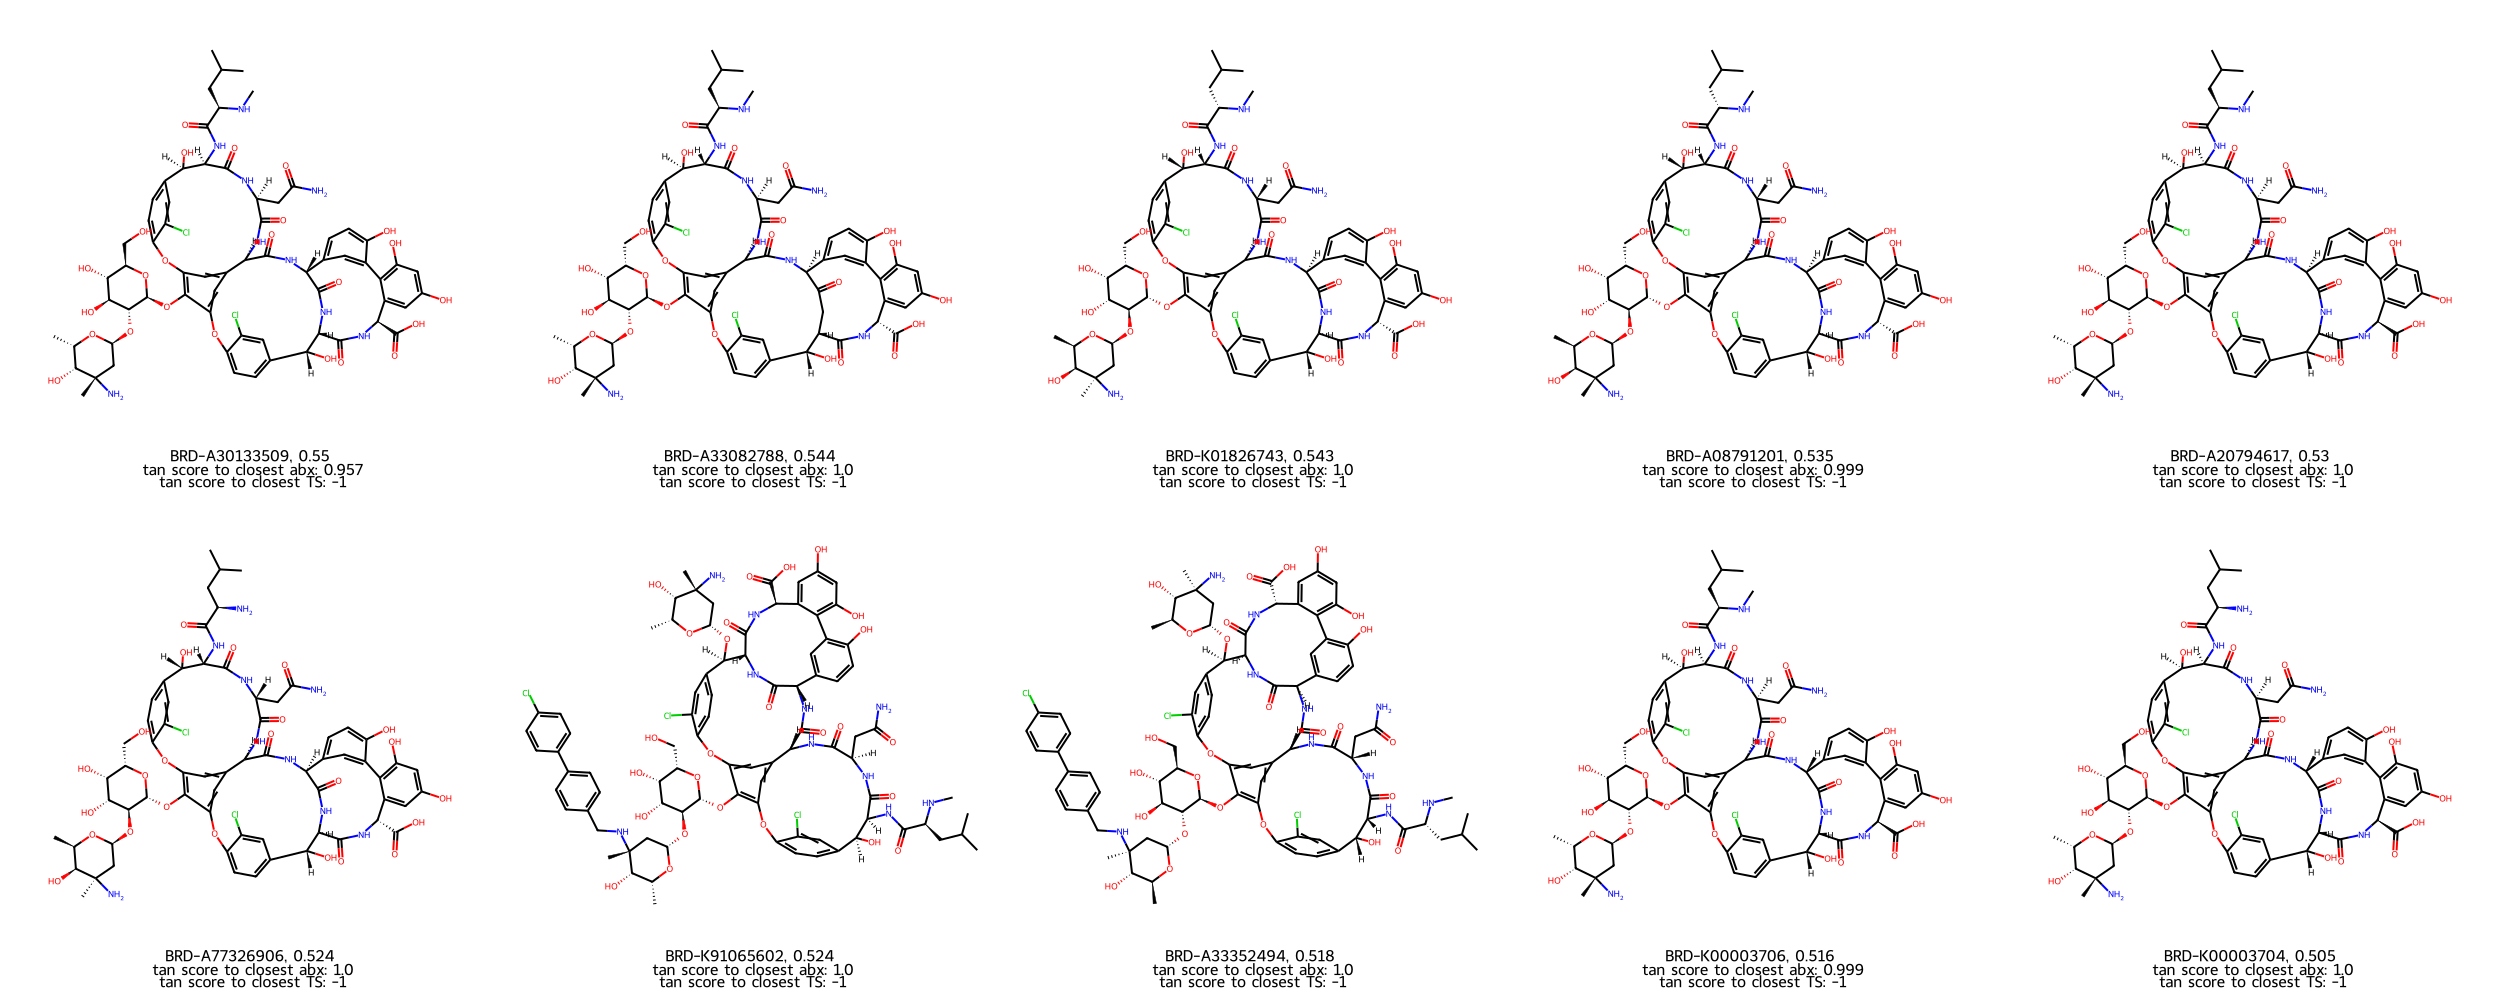 BRD-A30133509, 0.55
tan score to closest abx: 0.957
tan score to closest TS: -1
BRD-A33082788, 0.544
tan score to closest abx: 1.0
tan score to closest TS: -1
BRD-K01826743, 0.543
tan score to closest abx: 1.0
tan score to closest TS: -1
BRD-A08791201, 0.535
tan score to closest abx: 0.999
tan score to closest TS: -1
BRD-A20794617, 0.53
tan score to closest abx: 1.0
tan score to closest TS: -1
BRD-A77326906, 0.524
tan score to closest abx: 1.0
tan score to closest TS: -1
BRD-K91065602, 0.524
tan score to closest abx: 1.0
tan score to closest TS: -1
BRD-A33352494, 0.518
tan score to closest abx: 1.0
tan score to closest TS: -1
BRD-K00003706, 0.516
tan score to closest abx: 0.999
tan score to closest TS: -1
BRD-K00003704, 0.505
tan score to closest abx: 1.0
tan score to closest TS: -1